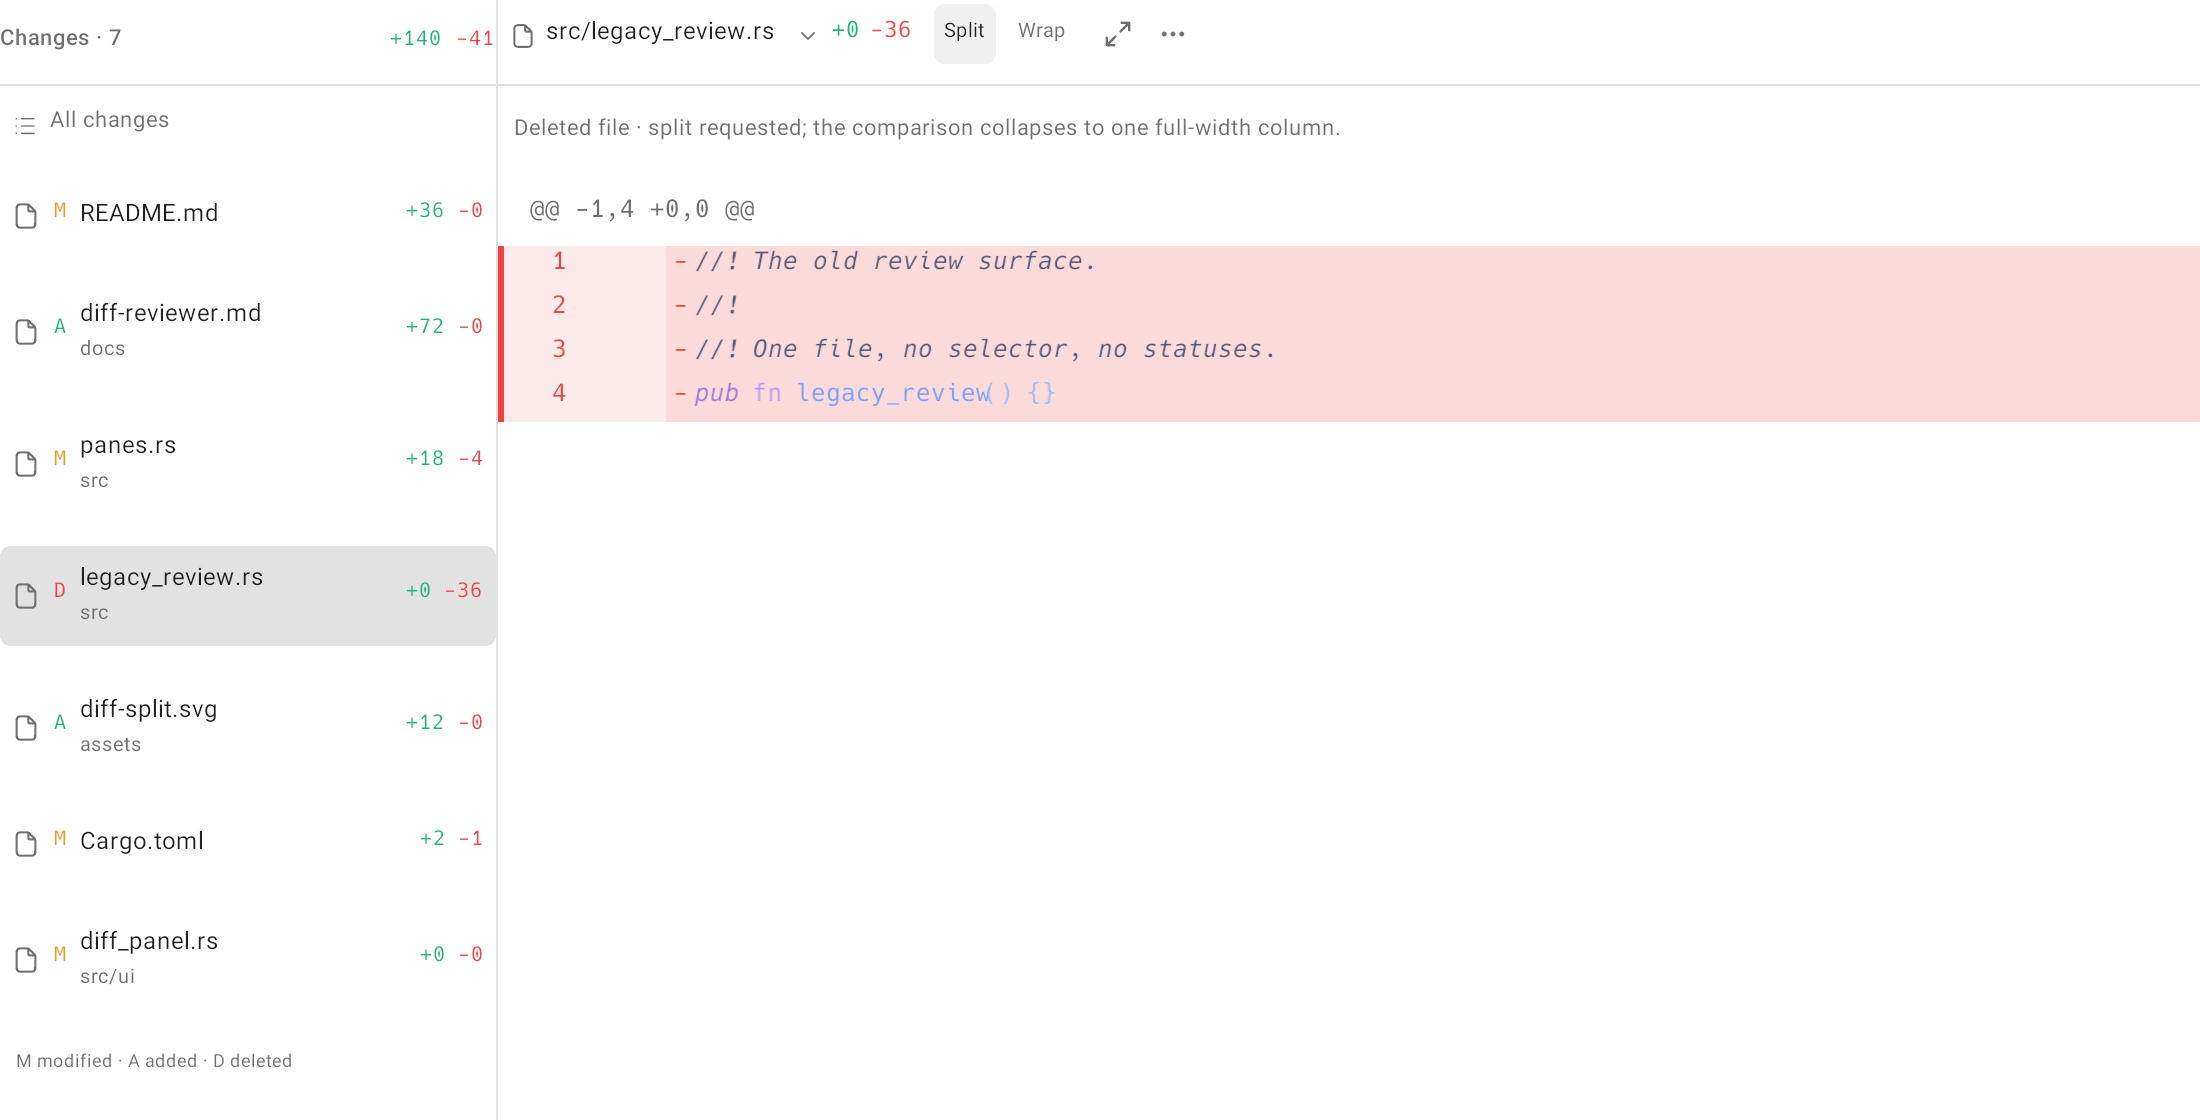 Changes · 7 +140 -41
All changes
M README.md +36 -0
A diff-reviewer.md +72 -0
docs
M panes.rs +18 -4
src
D legacy_review.rs +0 -36
src
A diff-split.svg +12 -0
assets
M Cargo.toml +2 -1
M diff_panel.rs +0 -0
src/ui
M modified · A added · D deleted
src/legacy_review.rs +0 -36 Split Wrap
Deleted file · split requested; the comparison collapses to one full-width column.
@@ -1,4 +0,0 @@
1 - //! The old review surface.
2 - //!
3 - //! One file, no selector, no statuses.
4 - pub fn legacy_review() {}